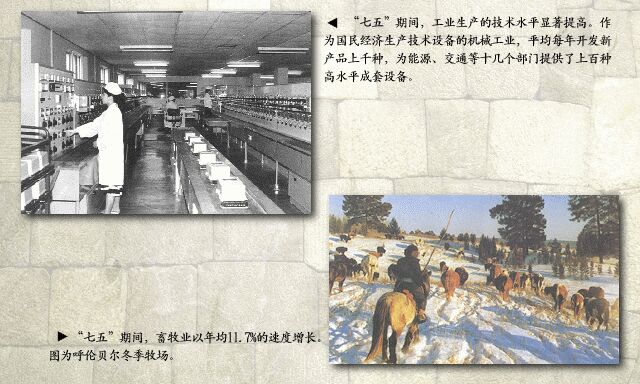 ◀ “七五”期间，工业生产的技术水平显著提高。作
为国民经济生产技术设备的机械工业，平均每年开发新
产品上千种，为能源、交通等十几个部门提供了上百种
高水平成套设备。
▶ “七五”期间，畜牧业以年均11.7%的速度增长。
图为呼伦贝尔冬季牧场。